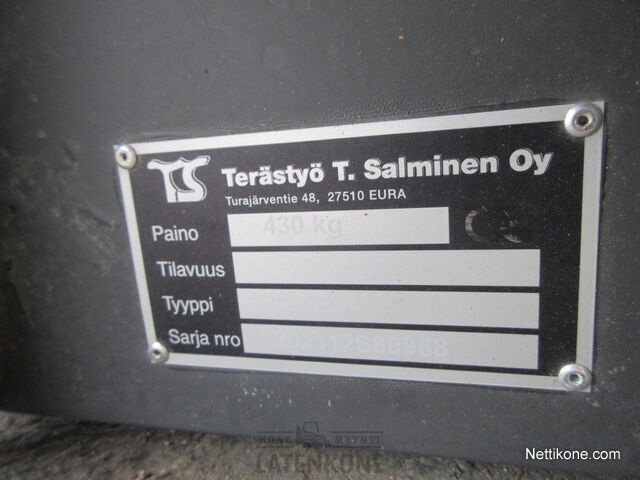 TS Terästyö T. Salminen Oy
Turajärventie 48, 27510 EURA
Paino 430 kg CE
Tilavuus
Tyyppi
Sarja nro
KONE MYYNTI
LATENKONE
Nettikone.com